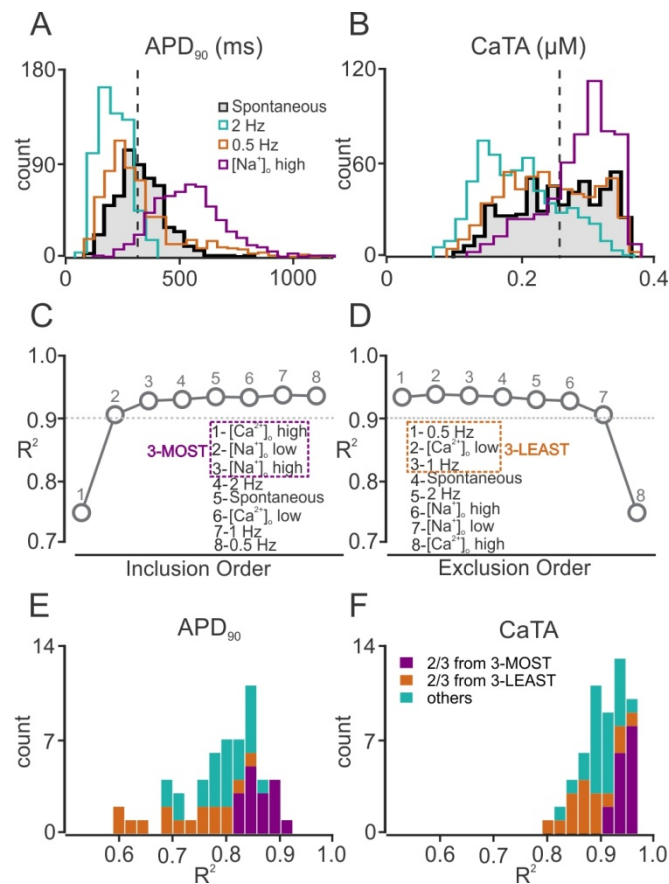 A
APD₉₀ (ms)
180
90
0
count
0
500
1000
Spontaneous
2 Hz
0.5 Hz
[Na⁺]ₒ high
B
CaTA (µM)
120
60
0
count
0
0.2
0.4
C
1.0
0.9
0.8
0.7
R²
1
2
3
4
5
6
7
8
3-MOST
1- [Ca²⁺]ₒ high
2- [Na⁺]ₒ low
3- [Na⁺]ₒ high
4- 2 Hz
5- Spontaneous
6- [Ca²⁺]ₒ low
7- 1 Hz
8- 0.5 Hz
Inclusion Order
D
1.0
0.9
R²
0.8
0.7
1
2
3
4
5
6
7
8
1- 0.5 Hz
2- [Ca²⁺]ₒ low
3- 1 Hz
3-LEAST
4- Spontaneous
5- 2 Hz
6- [Na⁺]ₒ high
7- [Na⁺]ₒ low
8- [Ca²⁺]ₒ high
Exclusion Order
E
APD₉₀
14
7
0
count
0.6
0.7
0.8
0.9
1.0
R²
F
CaTA
14
7
0
count
2/3 from 3-MOST
2/3 from 3-LEAST
others
0.6
0.7
0.8
0.9
1.0
R²